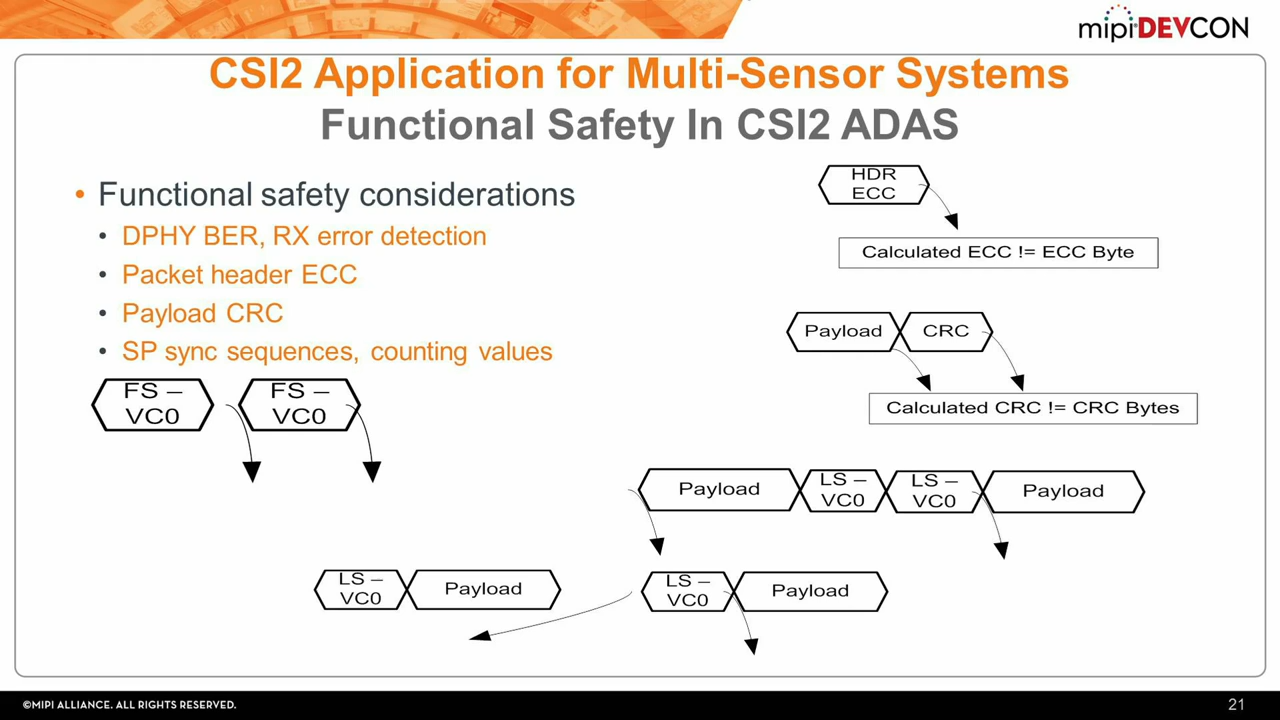 mipi DEVCON
CSI2 Application for Multi-Sensor Systems
Functional Safety In CSI2 ADAS
• Functional safety considerations
• DPHY BER, RX error detection
• Packet header ECC
• Payload CRC
• SP sync sequences, counting values
HDR
ECC
Calculated ECC != ECC Byte
Payload
CRC
Calculated CRC != CRC Bytes
FS –
VC0
FS –
VC0
Payload
LS –
VC0
LS –
VC0
Payload
LS –
VC0
Payload
LS –
VC0
Payload
©MIPI ALLIANCE. ALL RIGHTS RESERVED.
21